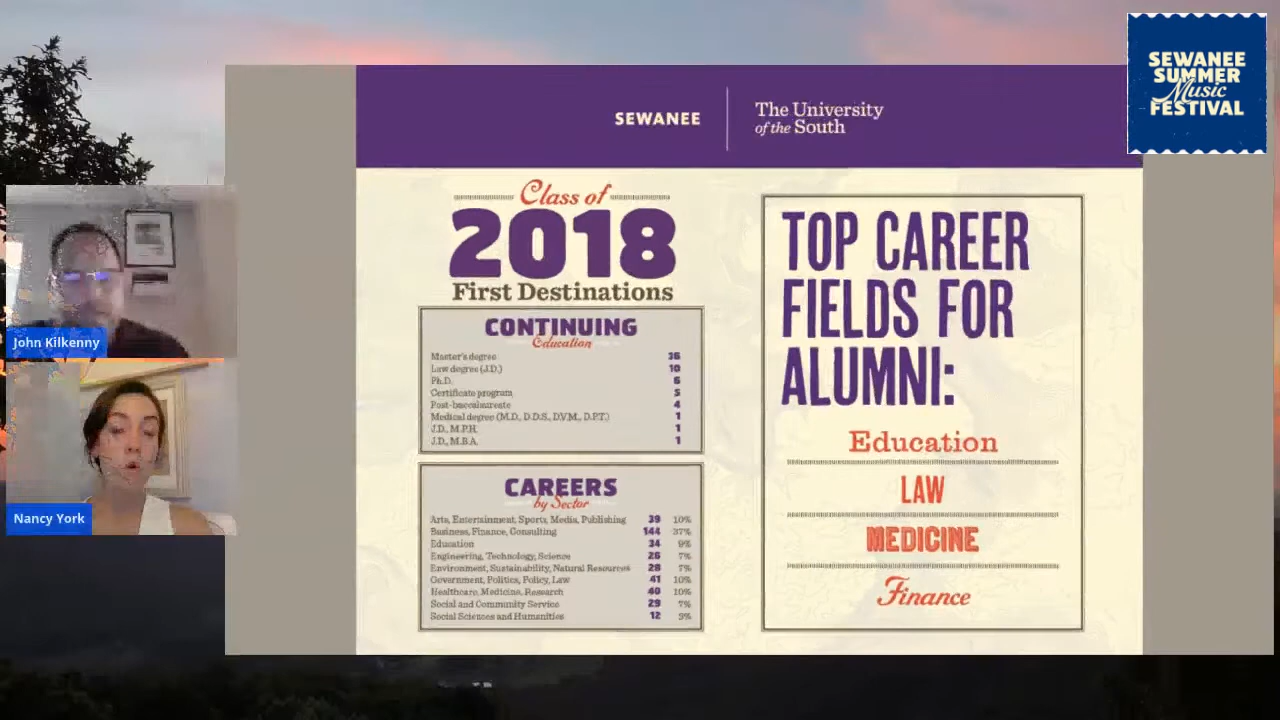 SEWANEE
SUMMER
Music
FESTIVAL
SEWANEE
The University
of the South
Class of
2018
First Destinations
CONTINUING
Education
Master's degree 36
Law degree (J.D.) 10
Ph.D. 6
Certificate program 5
Post-baccalaureate 4
Medical degree (M.D., D.D.S., D.V.M., D.P.T.) 1
J.D., M.P.H. 1
J.D., M.B.A. 1
CAREERS
by Sector
Arts, Entertainment, Sports, Media, Publishing 39 10%
Business, Finance, Consulting 144 37%
Education 34 9%
Engineering, Technology, Science 26 7%
Environment, Sustainability, Natural Resources 28 7%
Government, Politics, Policy, Law 41 10%
Healthcare, Medicine, Research 40 10%
Social and Community Service 29 7%
Social Sciences and Humanities 12 3%
TOP CAREER
FIELDS FOR
ALUMNI:
Education
LAW
MEDICINE
Finance
John Kilkenny
Nancy York